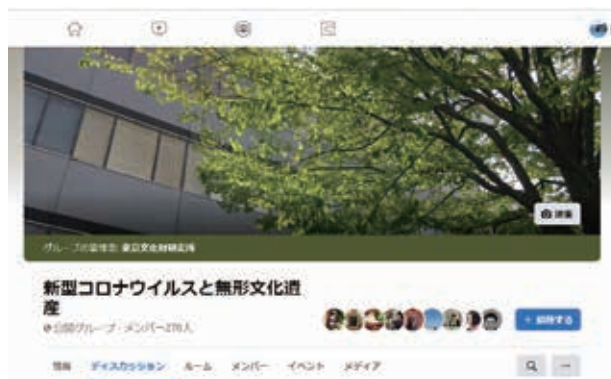 編集
グループの管理者: 東京文化財研究所
新型コロナウイルスと無形文化遺
産
公開グループ・メンバー270人
+ 招待する
情報 ディスカッション ルーム メンバー イベント メディア